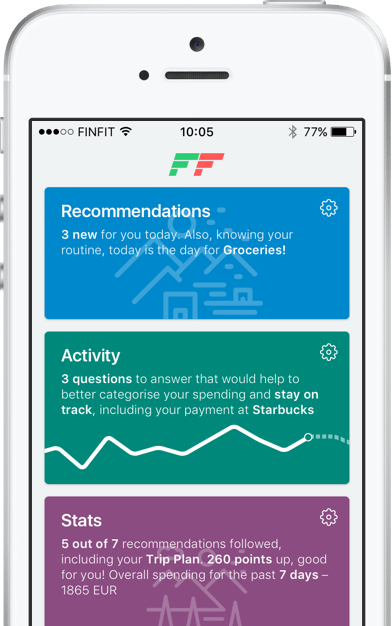 ●●●○○ FINFIT 10:05 77%
FF
Recommendations
3 new for you today. Also, knowing your
routine, today is the day for Groceries!
Activity
3 questions to answer that would help to
better categorise your spending and stay on
track, including your payment at Starbucks
Stats
5 out of 7 recommendations followed,
including your Trip Plan. 260 points up, good
for you! Overall spending for the past 7 days –
1865 EUR